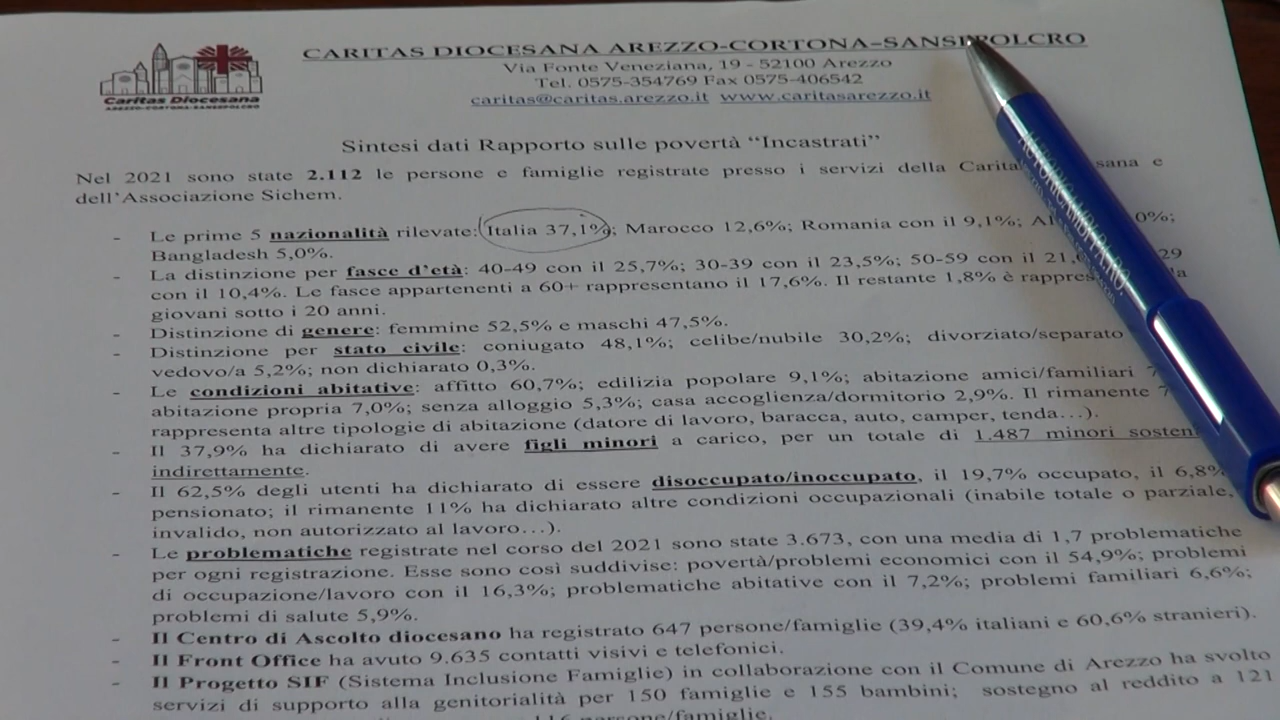 Caritas Diocesana
AREZZO-CORTONA-SANSEPOLCRO
CARITAS DIOCESANA AREZZO-CORTONA–SANSEPOLCRO
Via Fonte Veneziana, 19 - 52100 Arezzo
Tel. 0575-354769 Fax 0575-406542
caritas@caritas.arezzo.it www.caritasarezzo.it
Sintesi dati Rapporto sulle povertà “Incastrati”
Nel 2021 sono state 2.112 le persone e famiglie registrate presso i servizi della Carita sana e
dell’Associazione Sichem.
- Le prime 5 nazionalità rilevate: Italia 37,1%; Marocco 12,6%; Romania con il 9,1%; Al 0%;
Bangladesh 5,0%.
- La distinzione per fasce d’età: 40-49 con il 25,7%; 30-39 con il 23,5%; 50-59 con il 21, 29
con il 10,4%. Le fasce appartenenti a 60+ rappresentano il 17,6%. Il restante 1,8% è rappres
giovani sotto i 20 anni.
- Distinzione di genere: femmine 52,5% e maschi 47,5%.
- Distinzione per stato civile: coniugato 48,1%; celibe/nubile 30,2%; divorziato/separato
vedovo/a 5,2%; non dichiarato 0,3%.
- Le condizioni abitative: affitto 60,7%; edilizia popolare 9,1%; abitazione amici/familiari 7
abitazione propria 7,0%; senza alloggio 5,3%; casa accoglienza/dormitorio 2,9%. Il rimanente 7
rappresenta altre tipologie di abitazione (datore di lavoro, baracca, auto, camper, tenda…).
- Il 37,9% ha dichiarato di avere figli minori a carico, per un totale di 1.487 minori sosten
indirettamente.
- Il 62,5% degli utenti ha dichiarato di essere disoccupato/inoccupato, il 19,7% occupato, il 6,8%
pensionato; il rimanente 11% ha dichiarato altre condizioni occupazionali (inabile totale o parziale,
invalido, non autorizzato al lavoro…).
- Le problematiche registrate nel corso del 2021 sono state 3.673, con una media di 1,7 problematiche
per ogni registrazione. Esse sono così suddivise: povertà/problemi economici con il 54,9%; problemi
di occupazione/lavoro con il 16,3%; problematiche abitative con il 7,2%; problemi familiari 6,6%;
problemi di salute 5,9%.
- Il Centro di Ascolto diocesano ha registrato 647 persone/famiglie (39,4% italiani e 60,6% stranieri).
- Il Front Office ha avuto 9.635 contatti visivi e telefonici.
- Il Progetto SIF (Sistema Inclusione Famiglie) in collaborazione con il Comune di Arezzo ha svolto
servizi di supporto alla genitorialità per 150 famiglie e 155 bambini; sostegno al reddito a 121
116 persone/famiglie.